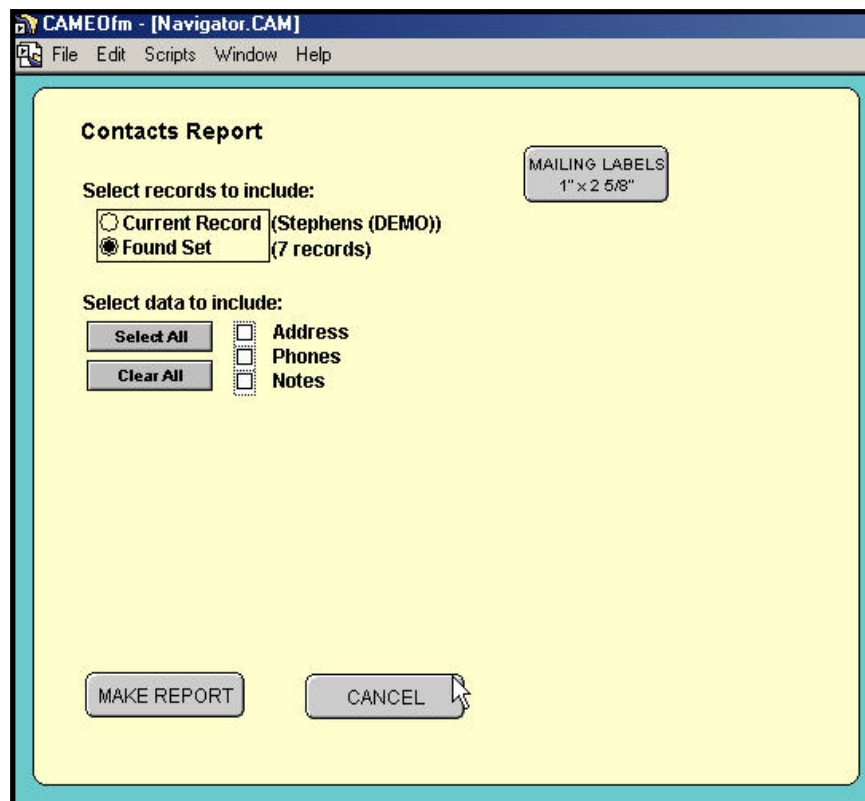 CAMEOfm - [Navigator.CAM]
File Edit Scripts Window Help
Contacts Report
MAILING LABELS
1" x 2 5/8"
Select records to include:
Current Record (Stephens (DEMO))
Found Set (7 records)
Select data to include:
Select All
Address
Phones
Clear All
Notes
MAKE REPORT
CANCEL